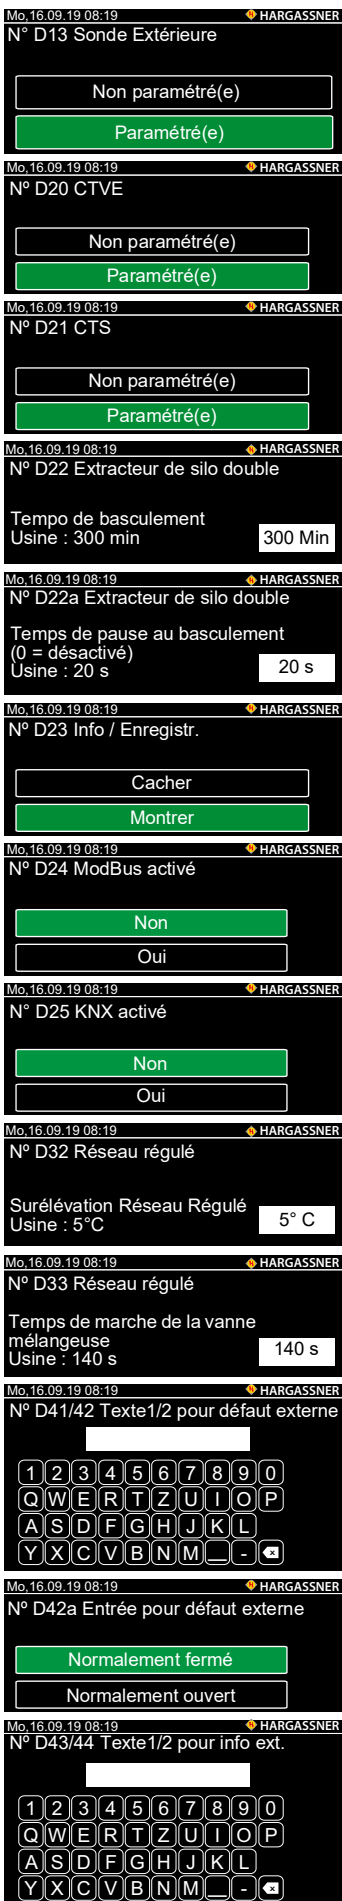 Mo,16.09.19 08:19 HARGASSNER
N° D13 Sonde Extérieure
Non paramétré(e)
Paramétré(e)
Mo,16.09.19 08:19 HARGASSNER
Nº D20 CTVE
Non paramétré(e)
Paramétré(e)
Mo,16.09.19 08:19 HARGASSNER
Nº D21 CTS
Non paramétré(e)
Paramétré(e)
Mo,16.09.19 08:19 HARGASSNER
Nº D22 Extracteur de silo double
Tempo de basculement
Usine : 300 min 300 Min
Mo,16.09.19 08:19 HARGASSNER
Nº D22a Extracteur de silo double
Temps de pause au basculement
(0 = désactivé)
Usine : 20 s 20 s
Mo,16.09.19 08:19 HARGASSNER
Nº D23 Info / Enregistr.
Cacher
Montrer
Mo,16.09.19 08:19 HARGASSNER
Nº D24 ModBus activé
Non
Oui
Mo,16.09.19 08:19 HARGASSNER
N° D25 KNX activé
Non
Oui
Mo,16.09.19 08:19 HARGASSNER
Nº D32 Réseau régulé
Surélévation Réseau Régulé
Usine : 5°C 5° C
Mo,16.09.19 08:19 HARGASSNER
Nº D33 Réseau régulé
Temps de marche de la vanne
mélangeuse
Usine : 140 s 140 s
Mo,16.09.19 08:19 HARGASSNER
Nº D41/42 Texte1/2 pour défaut externe
1 2 3 4 5 6 7 8 9 0
Q W E R T Z U I O P
A S D F G H J K L
Y X C V B N M _ -
Mo,16.09.19 08:19 HARGASSNER
Nº D42a Entrée pour défaut externe
Normalement fermé
Normalement ouvert
Mo,16.09.19 08:19 HARGASSNER
Nº D43/44 Texte1/2 pour info ext.
1 2 3 4 5 6 7 8 9 0
Q W E R T Z U I O P
A S D F G H J K L
Y X C V B N M _ -